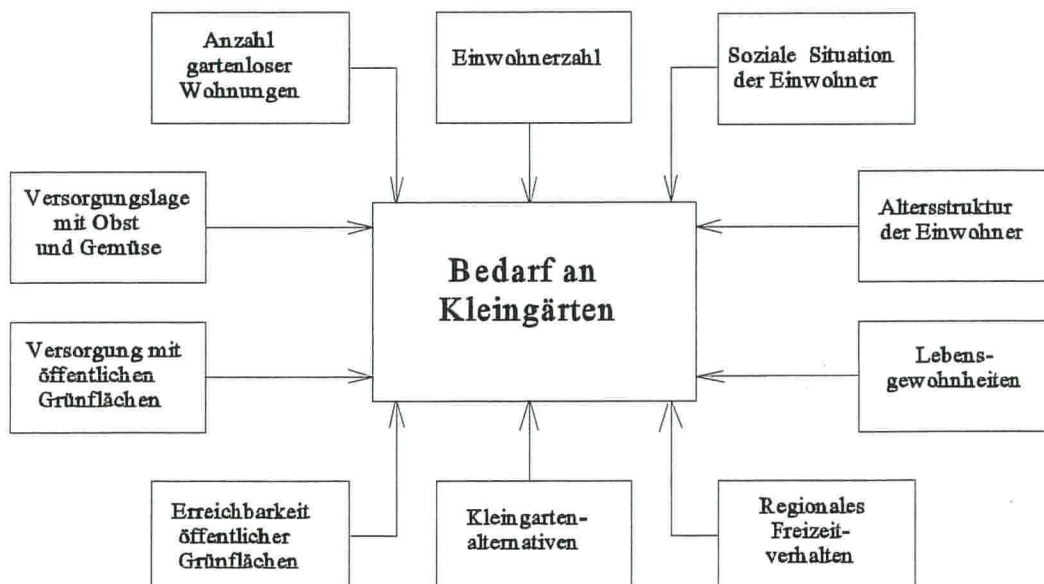 Anzahl
gartenloser
Wohnungen
Einwohnerzahl
Soziale Situation
der Einwohner
Versorgungslage
mit Obst
und Gemüse
Altersstruktur
der Einwohner
Bedarf an
Kleingärten
Versorgung mit
öffentlichen
Grünflächen
Lebens-
gewohnheiten
Erreichbarkeit
öffentlicher
Grünflächen
Kleingarten-
alternativen
Regionales
Freizeit-
verhalten